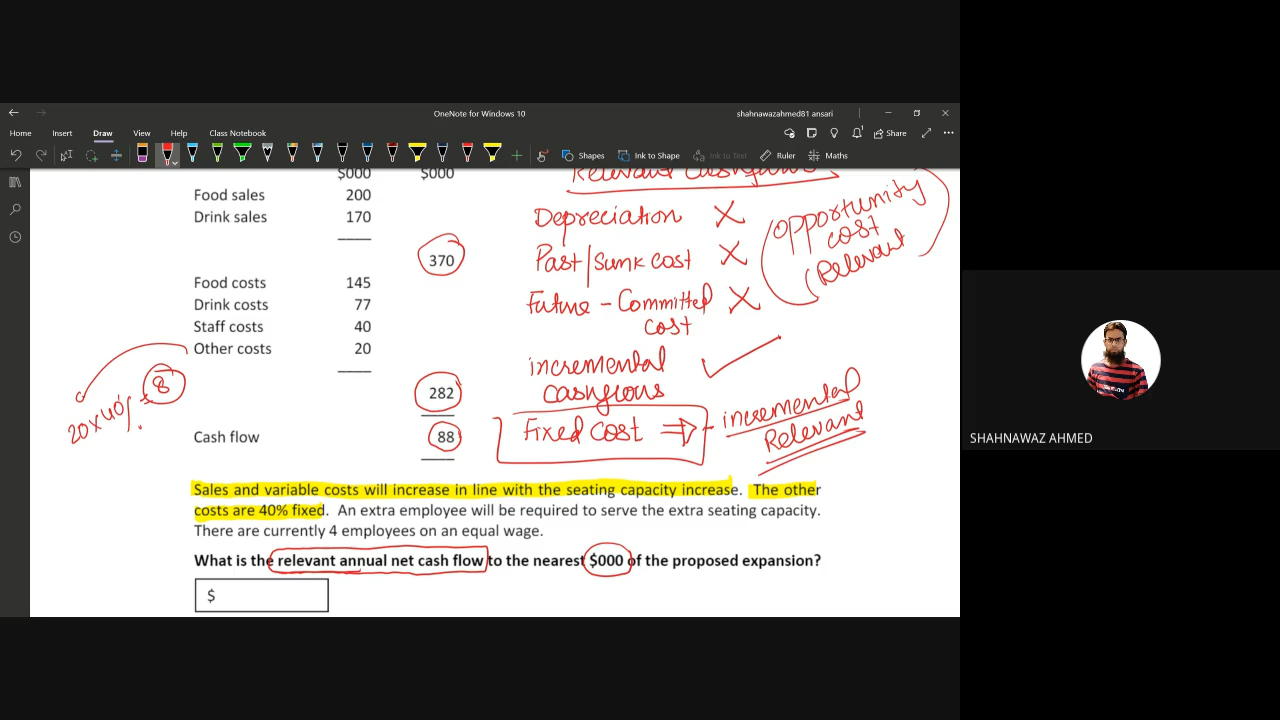 OneNote for Windows 10
shahnawazahmed81 ansari
Home Insert Draw View Help Class Notebook
Share
Shapes Ink to Shape Ink to Text Ruler Maths
$000 $000
Relevant Cashflows
Food sales 200
Drink sales 170
370
Food costs 145
Drink costs 77
Staff costs 40
Other costs 20
282
Cash flow 88
20 x 40% = 8
Depreciation X
Past/Sunk cost X
Future - Committed X
cost
opportunity
cost
(Relevant
incremental
cashflows
Fixed cost ⇒
incremental
Relevant
Sales and variable costs will increase in line with the seating capacity increase. The other
costs are 40% fixed. An extra employee will be required to serve the extra seating capacity.
There are currently 4 employees on an equal wage.
What is the relevant annual net cash flow to the nearest $000 of the proposed expansion?
$
SHAHNAWAZ AHMED